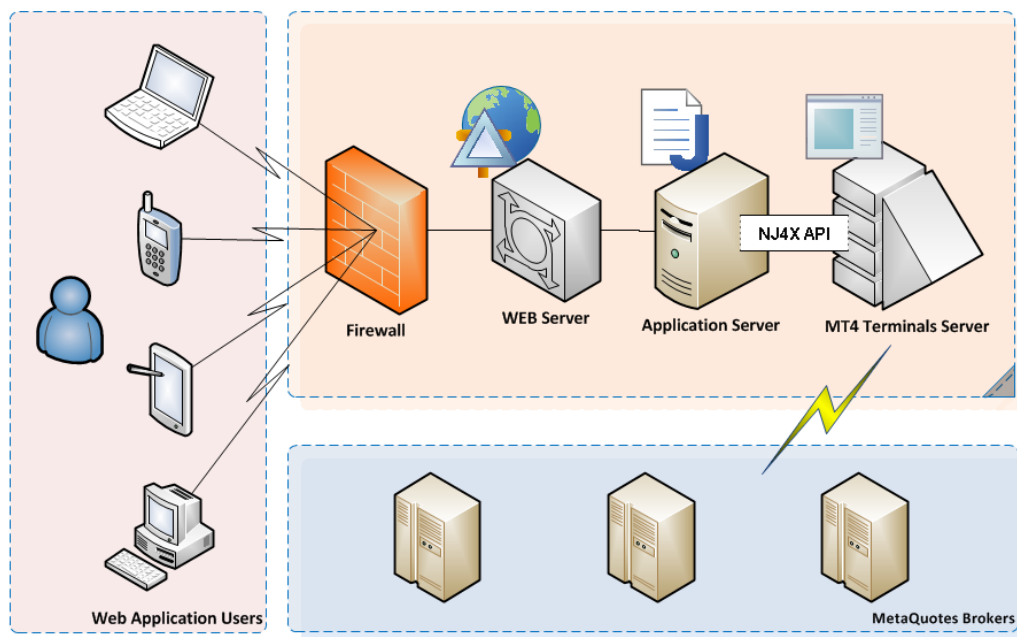 Firewall
WEB Server
Application Server
NJ4X API
MT4 Terminals Server
Web Application Users
MetaQuotes Brokers